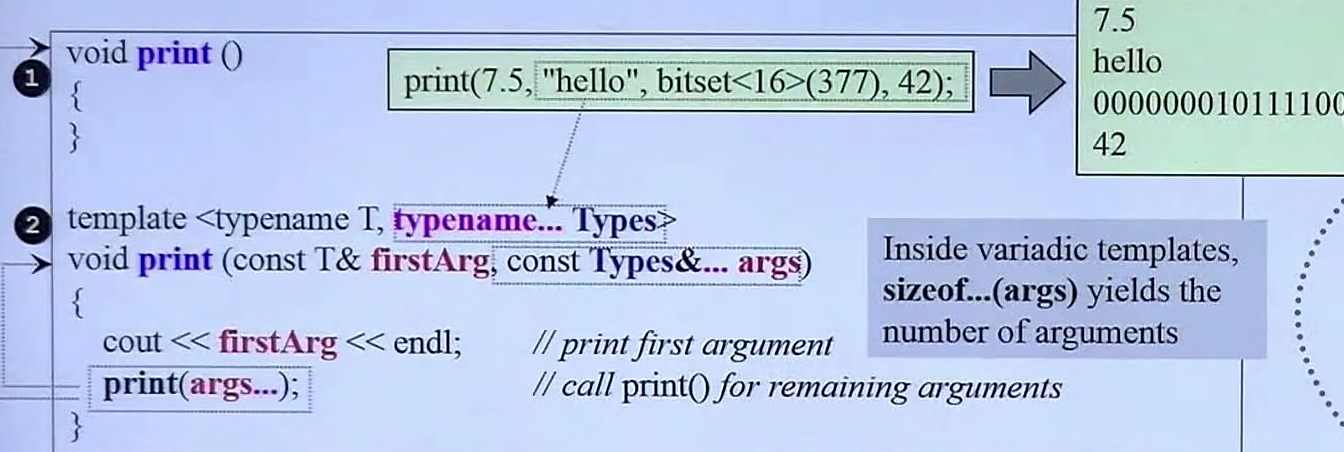 1
void print ()
{
}
print(7.5, "hello", bitset<16>(377), 42);
7.5
hello
000000010111100
42
2
template <typename T, typename... Types>
void print (const T& firstArg, const Types&... args)
{
cout << firstArg << endl; // print first argument
print(args...); // call print() for remaining arguments
}
Inside variadic templates,
sizeof...(args) yields the
number of arguments